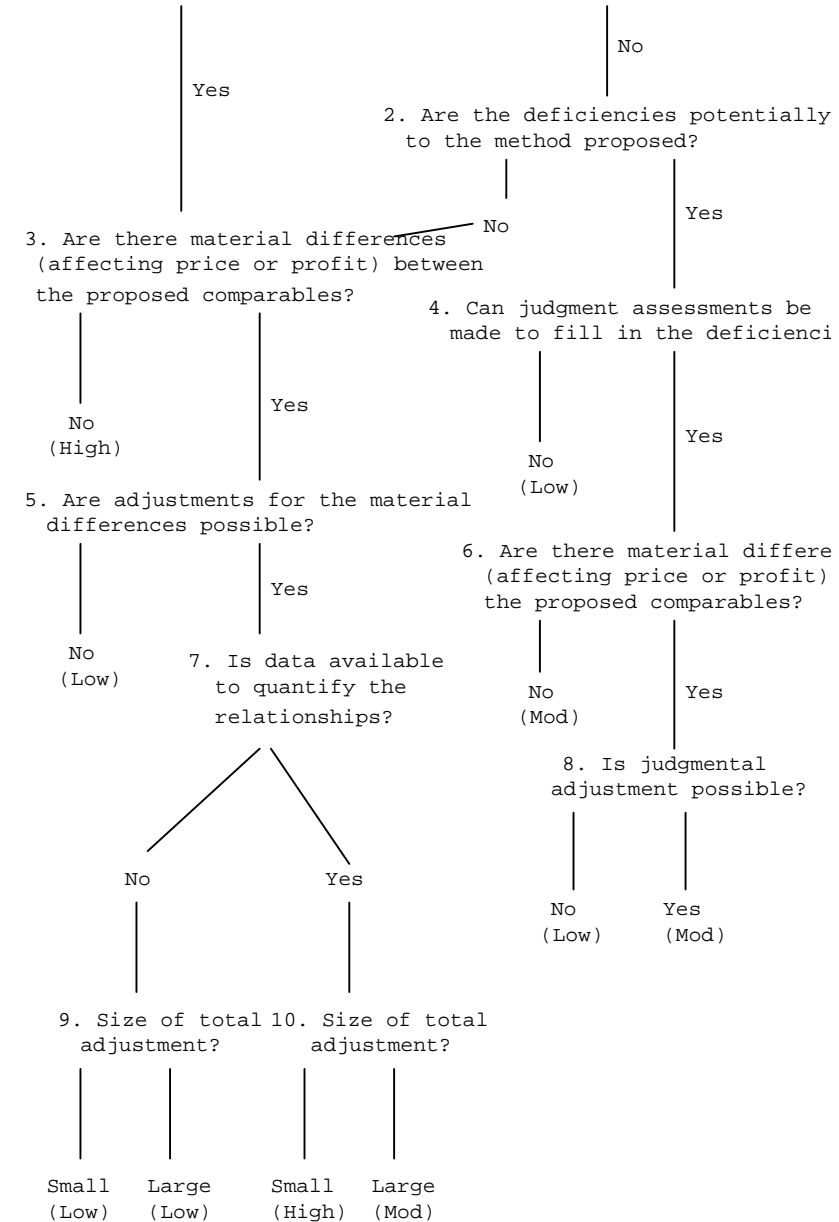 Yes
No
2. Are the deficiencies potentially
to the method proposed?
No
Yes
3. Are there material differences
(affecting price or profit) between
the proposed comparables?
4. Can judgment assessments be
made to fill in the deficienci
No
(High)
Yes
No
(Low)
Yes
5. Are adjustments for the material
differences possible?
6. Are there material differe
(affecting price or profit)
the proposed comparables?
No
(Low)
Yes
7. Is data available
to quantify the
relationships?
No
(Mod)
Yes
8. Is judgmental
adjustment possible?
No
Yes
No
(Low)
Yes
(Mod)
9. Size of total
adjustment?
10. Size of total
adjustment?
Small
(Low)
Large
(Low)
Small
(High)
Large
(Mod)